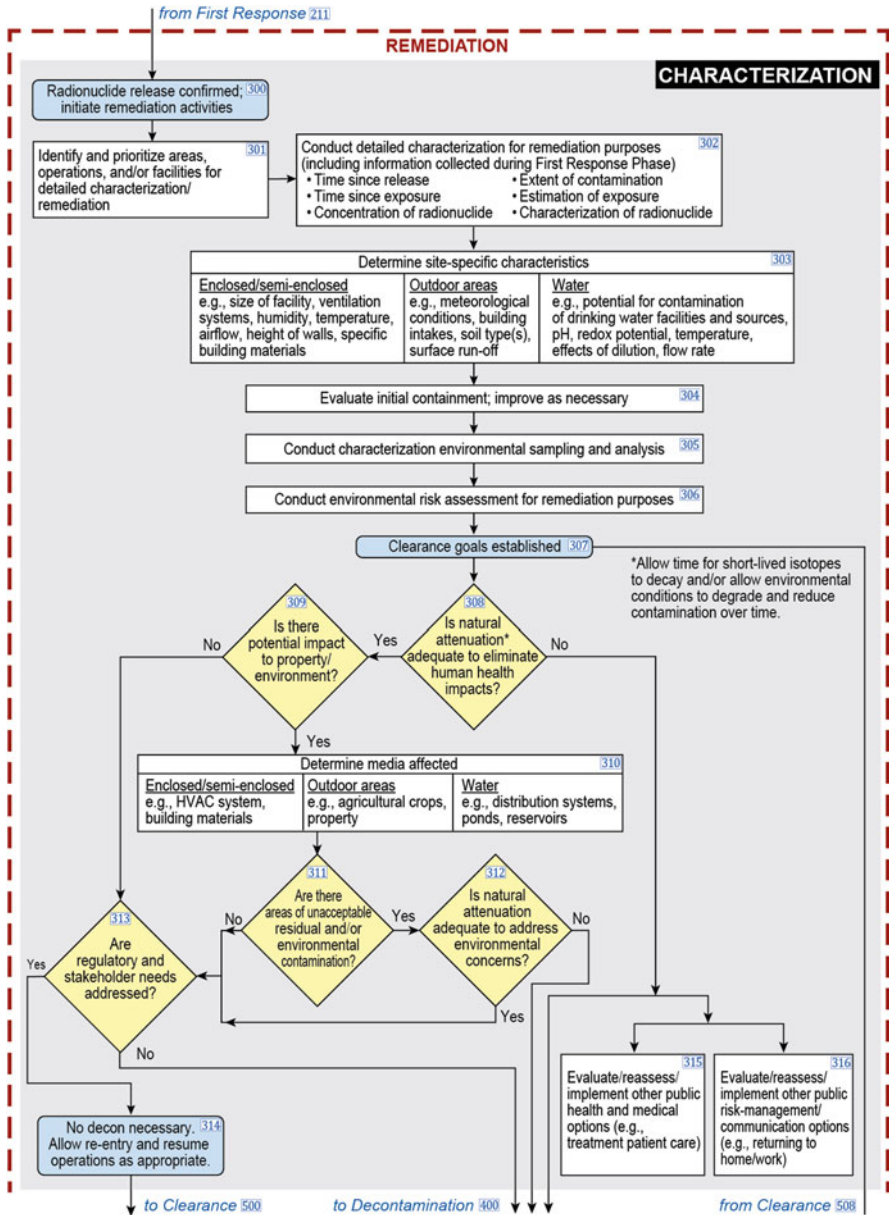 from First Response 211
REMEDIATION
CHARACTERIZATION
Radionuclide release confirmed; 300
initiate remediation activities
301
Identify and prioritize areas,
operations, and/or facilities for
detailed characterization/
remediation
302
Conduct detailed characterization for remediation purposes
(including information collected during First Response Phase)
• Time since release
• Time since exposure
• Concentration of radionuclide
• Extent of contamination
• Estimation of exposure
• Characterization of radionuclide
Determine site-specific characteristics 303
Enclosed/semi-enclosed
e.g., size of facility, ventilation
systems, humidity, temperature,
airflow, height of walls, specific
building materials
Outdoor areas
e.g., meteorological
conditions, building
intakes, soil type(s),
surface run-off
Water
e.g., potential for contamination
of drinking water facilities and sources,
pH, redox potential, temperature,
effects of dilution, flow rate
Evaluate initial containment; improve as necessary 304
Conduct characterization environmental sampling and analysis 305
Conduct environmental risk assessment for remediation purposes 306
Clearance goals established 307
*Allow time for short-lived isotopes
to decay and/or allow environmental
conditions to degrade and reduce
contamination over time.
309
Is there
potential impact
to property/
environment?
308
Is natural
attenuation*
adequate to eliminate
human health
impacts?
No
Yes
No
Yes
Determine media affected 310
Enclosed/semi-enclosed
e.g., HVAC system,
building materials
Outdoor areas
e.g., agricultural crops,
property
Water
e.g., distribution systems,
ponds, reservoirs
311
Are there
areas of unacceptable
residual and/or
environmental
contamination?
312
Is natural
attenuation
adequate to address
environmental
concerns?
No
Yes
No
Yes
313
Are
regulatory and
stakeholder needs
addressed?
Yes
No
315
Evaluate/reassess/
implement other public
health and medical
options (e.g.,
treatment patient care)
316
Evaluate/reassess/
implement other public
risk-management/
communication options
(e.g., returning to
home/work)
No decon necessary. 314
Allow re-entry and resume
operations as appropriate.
to Clearance 500
to Decontamination 400
from Clearance 508